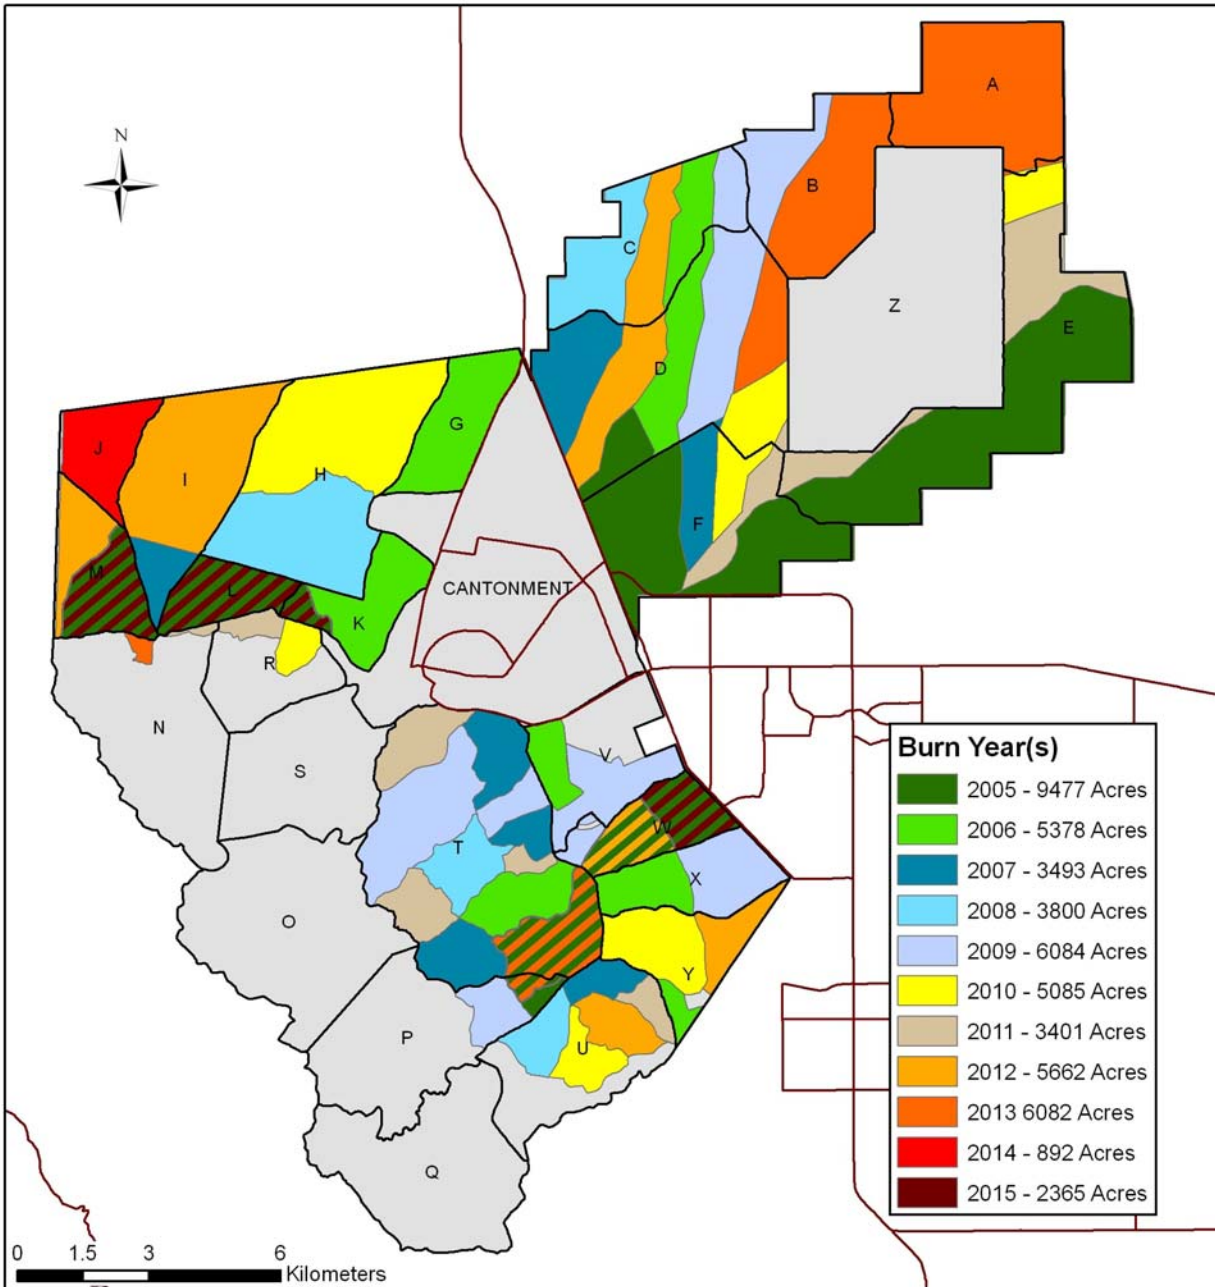 N
A
B
C
Z
E
D
J
G
I
H
F
M
L
CANTONMENT
K
R
N
S
V
W
T
X
O
Y
P
U
Q
Burn Year(s)
2005 - 9477 Acres
2006 - 5378 Acres
2007 - 3493 Acres
2008 - 3800 Acres
2009 - 6084 Acres
2010 - 5085 Acres
2011 - 3401 Acres
2012 - 5662 Acres
2013 6082 Acres
2014 - 892 Acres
2015 - 2365 Acres
0 1.5 3 6
Kilometers